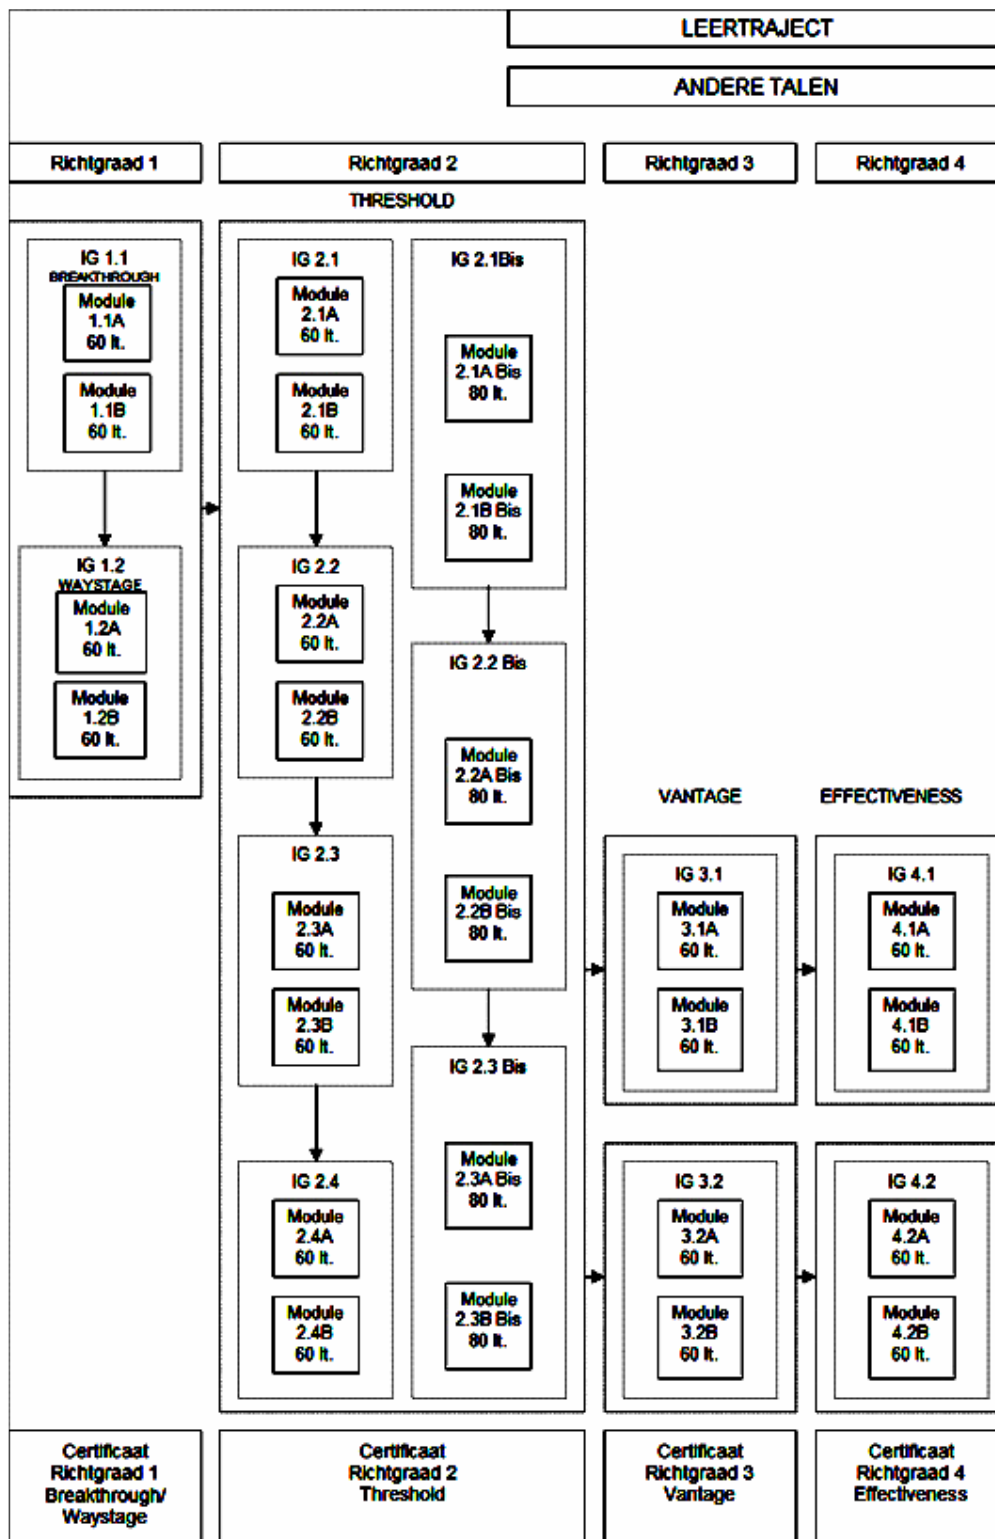 LEERTRAJECT
ANDERE TALEN
Richtgraad 1
Richtgraad 2
Richtgraad 3
Richtgraad 4
THRESHOLD
IG 1.1
BREAKTHROUGH
Module
1.1A
60 lt.
Module
1.1B
60 lt.
IG 1.2
WAYSTAGE
Module
1.2A
60 lt.
Module
1.2B
60 lt.
IG 2.1
Module
2.1A
60 lt.
Module
2.1B
60 lt.
IG 2.2
Module
2.2A
60 lt.
Module
2.2B
60 lt.
IG 2.3
Module
2.3A
60 lt.
Module
2.3B
60 lt.
IG 2.4
Module
2.4A
60 lt.
Module
2.4B
60 lt.
IG 2.1Bis
Module
2.1A Bis
80 lt.
Module
2.1B Bis
80 lt.
IG 2.2 Bis
Module
2.2A Bis
80 lt.
Module
2.2B Bis
80 lt.
IG 2.3 Bis
Module
2.3A Bis
80 lt.
Module
2.3B Bis
80 lt.
VANTAGE
IG 3.1
Module
3.1A
60 lt.
Module
3.1B
60 lt.
IG 3.2
Module
3.2A
60 lt.
Module
3.2B
60 lt.
EFFECTIVENESS
IG 4.1
Module
4.1A
60 lt.
Module
4.1B
60 lt.
IG 4.2
Module
4.2A
60 lt.
Module
4.2B
60 lt.
Certificaat
Richtgraad 1
Breakthrough/
Waystage
Certificaat
Richtgraad 2
Threshold
Certificaat
Richtgraad 3
Vantage
Certificaat
Richtgraad 4
Effectiveness